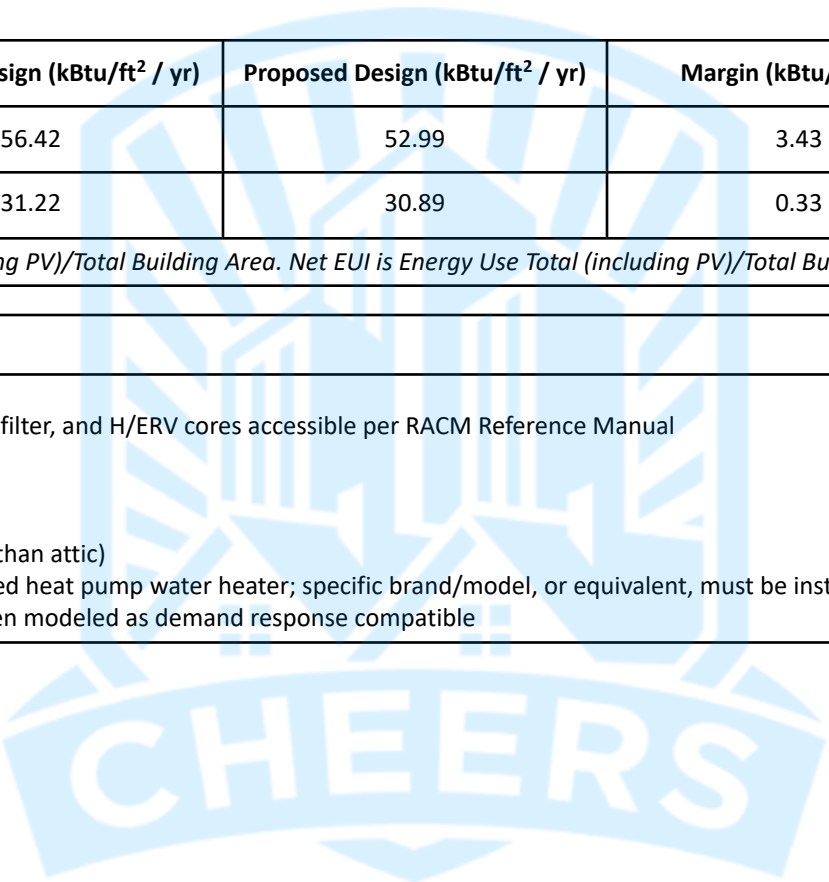 sign (kBtu/ft² / yr) Proposed Design (kBtu/ft² / yr) Margin (kBtu/
56.42 52.99 3.43
31.22 30.89 0.33
ng PV)/Total Building Area. Net EUI is Energy Use Total (including PV)/Total Bu
filter, and H/ERV cores accessible per RACM Reference Manual
than attic)
ed heat pump water heater; specific brand/model, or equivalent, must be inst
en modeled as demand response compatible
CHEERS